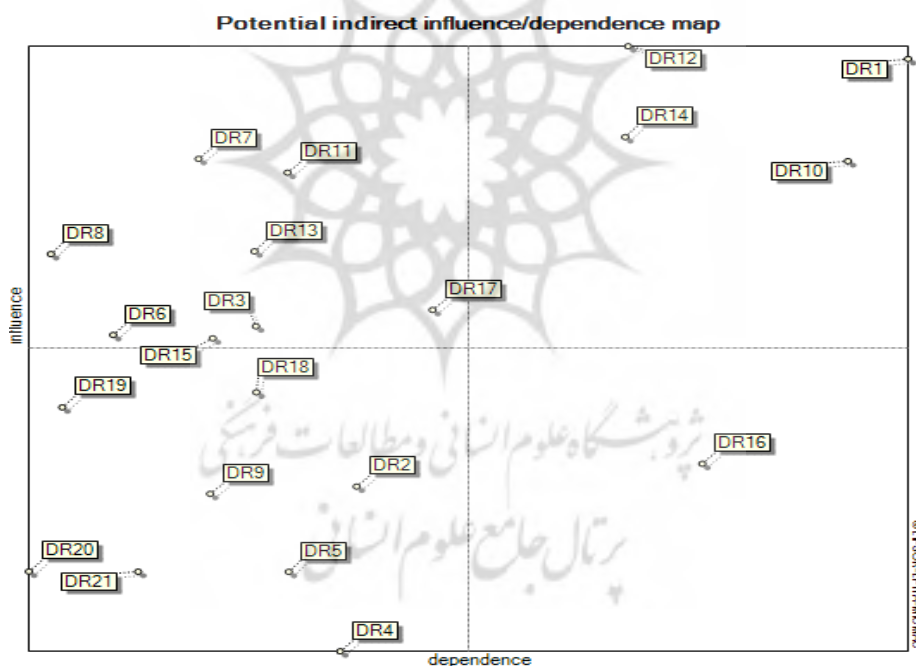 Potential indirect influence/dependence map
DR12
DR1
DR14
DR7
DR11
DR10
DR8
DR13
DR17
DR3
DR6
influence
DR15
DR18
DR19
DR16
DR2
DR9
DR20
DR5
DR21
DR4
dependence
پژوهشگاه علوم انسانی و مطالعات فرهنگی
پرتال جامع علوم انسانی